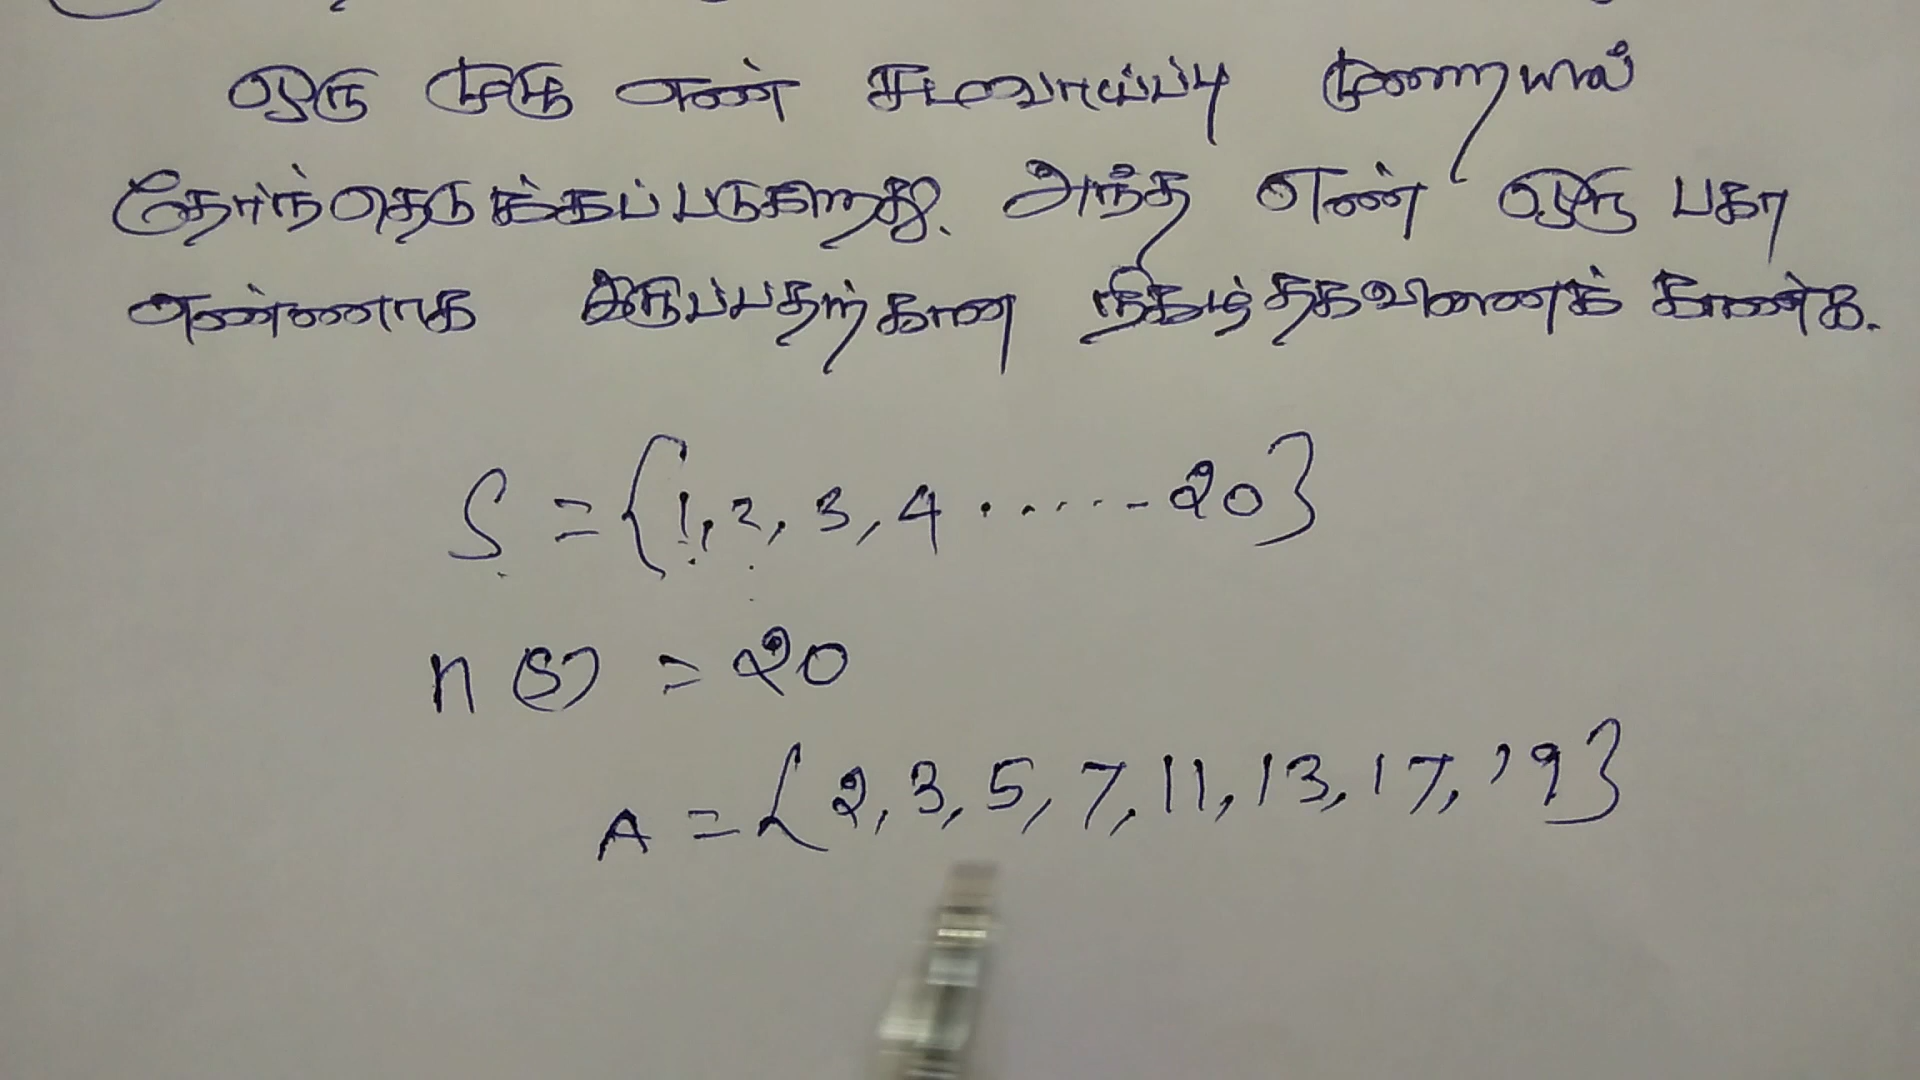 ஒரு முழு எண் சமவாய்ப்பு முறையில்
தேர்ந்தெடுக்கப்படுகிறது. அந்த எண் ஒரு பகா
எண்ணாக இருப்பதற்கான நிகழ்தகவினைக் காண்க.
S = {1, 2, 3, 4 ...... 20}
n(S) = 20
A = {2, 3, 5, 7, 11, 13, 17, 19}